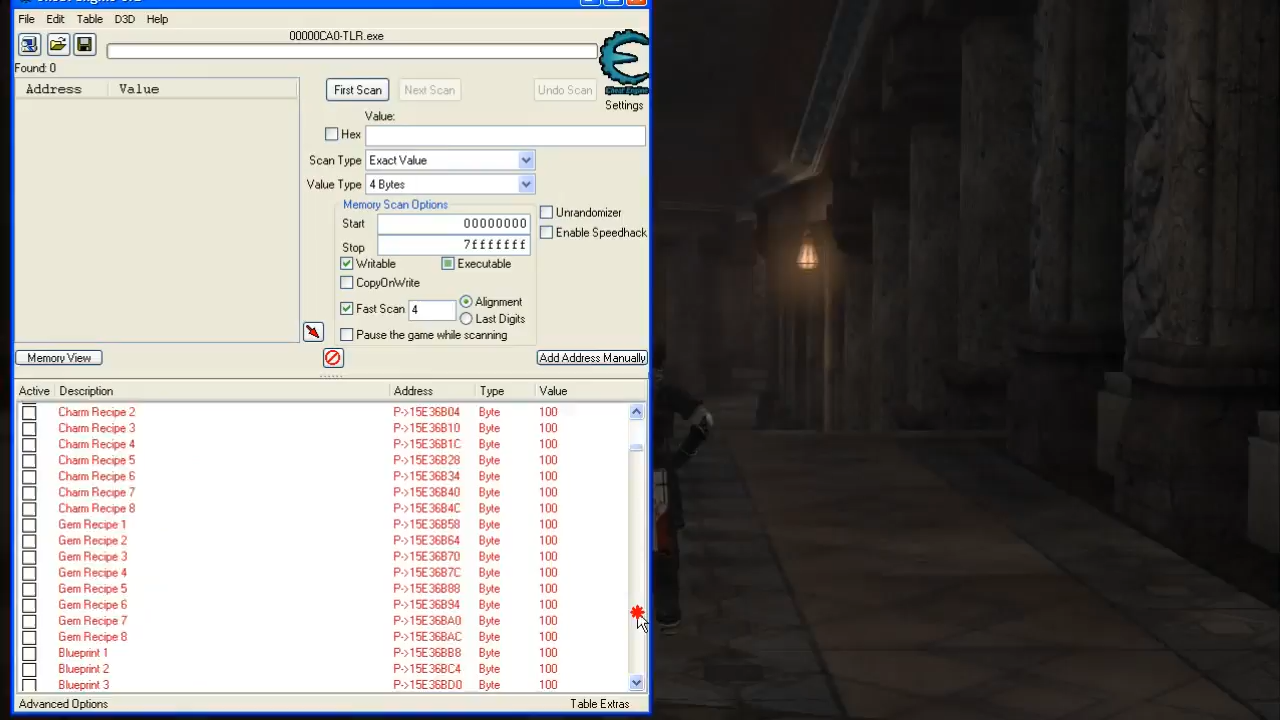 File Edit Table D3D Help
00000CA0-TLR.exe
Found: 0
Address Value
First Scan Next Scan Undo Scan
Settings
Value:
Hex
Scan Type Exact Value
Value Type 4 Bytes
Memory Scan Options
Start 00000000
Stop 7fffffff
Unrandomizer
Enable Speedhack
Writable Executable
CopyOnWrite
Fast Scan 4 Alignment
Last Digits
Pause the game while scanning
Memory View Add Address Manually
Active Description Address Type Value
Charm Recipe 2 P->15E36B04 Byte 100
Charm Recipe 3 P->15E36B10 Byte 100
Charm Recipe 4 P->15E36B1C Byte 100
Charm Recipe 5 P->15E36B28 Byte 100
Charm Recipe 6 P->15E36B34 Byte 100
Charm Recipe 7 P->15E36B40 Byte 100
Charm Recipe 8 P->15E36B4C Byte 100
Gem Recipe 1 P->15E36B58 Byte 100
Gem Recipe 2 P->15E36B64 Byte 100
Gem Recipe 3 P->15E36B70 Byte 100
Gem Recipe 4 P->15E36B7C Byte 100
Gem Recipe 5 P->15E36B88 Byte 100
Gem Recipe 6 P->15E36B94 Byte 100
Gem Recipe 7 P->15E36BA0 Byte 100
Gem Recipe 8 P->15E36BAC Byte 100
Blueprint 1 P->15E36BB8 Byte 100
Blueprint 2 P->15E36BC4 Byte 100
Blueprint 3 P->15E36BD0 Byte 100
Advanced Options Table Extras